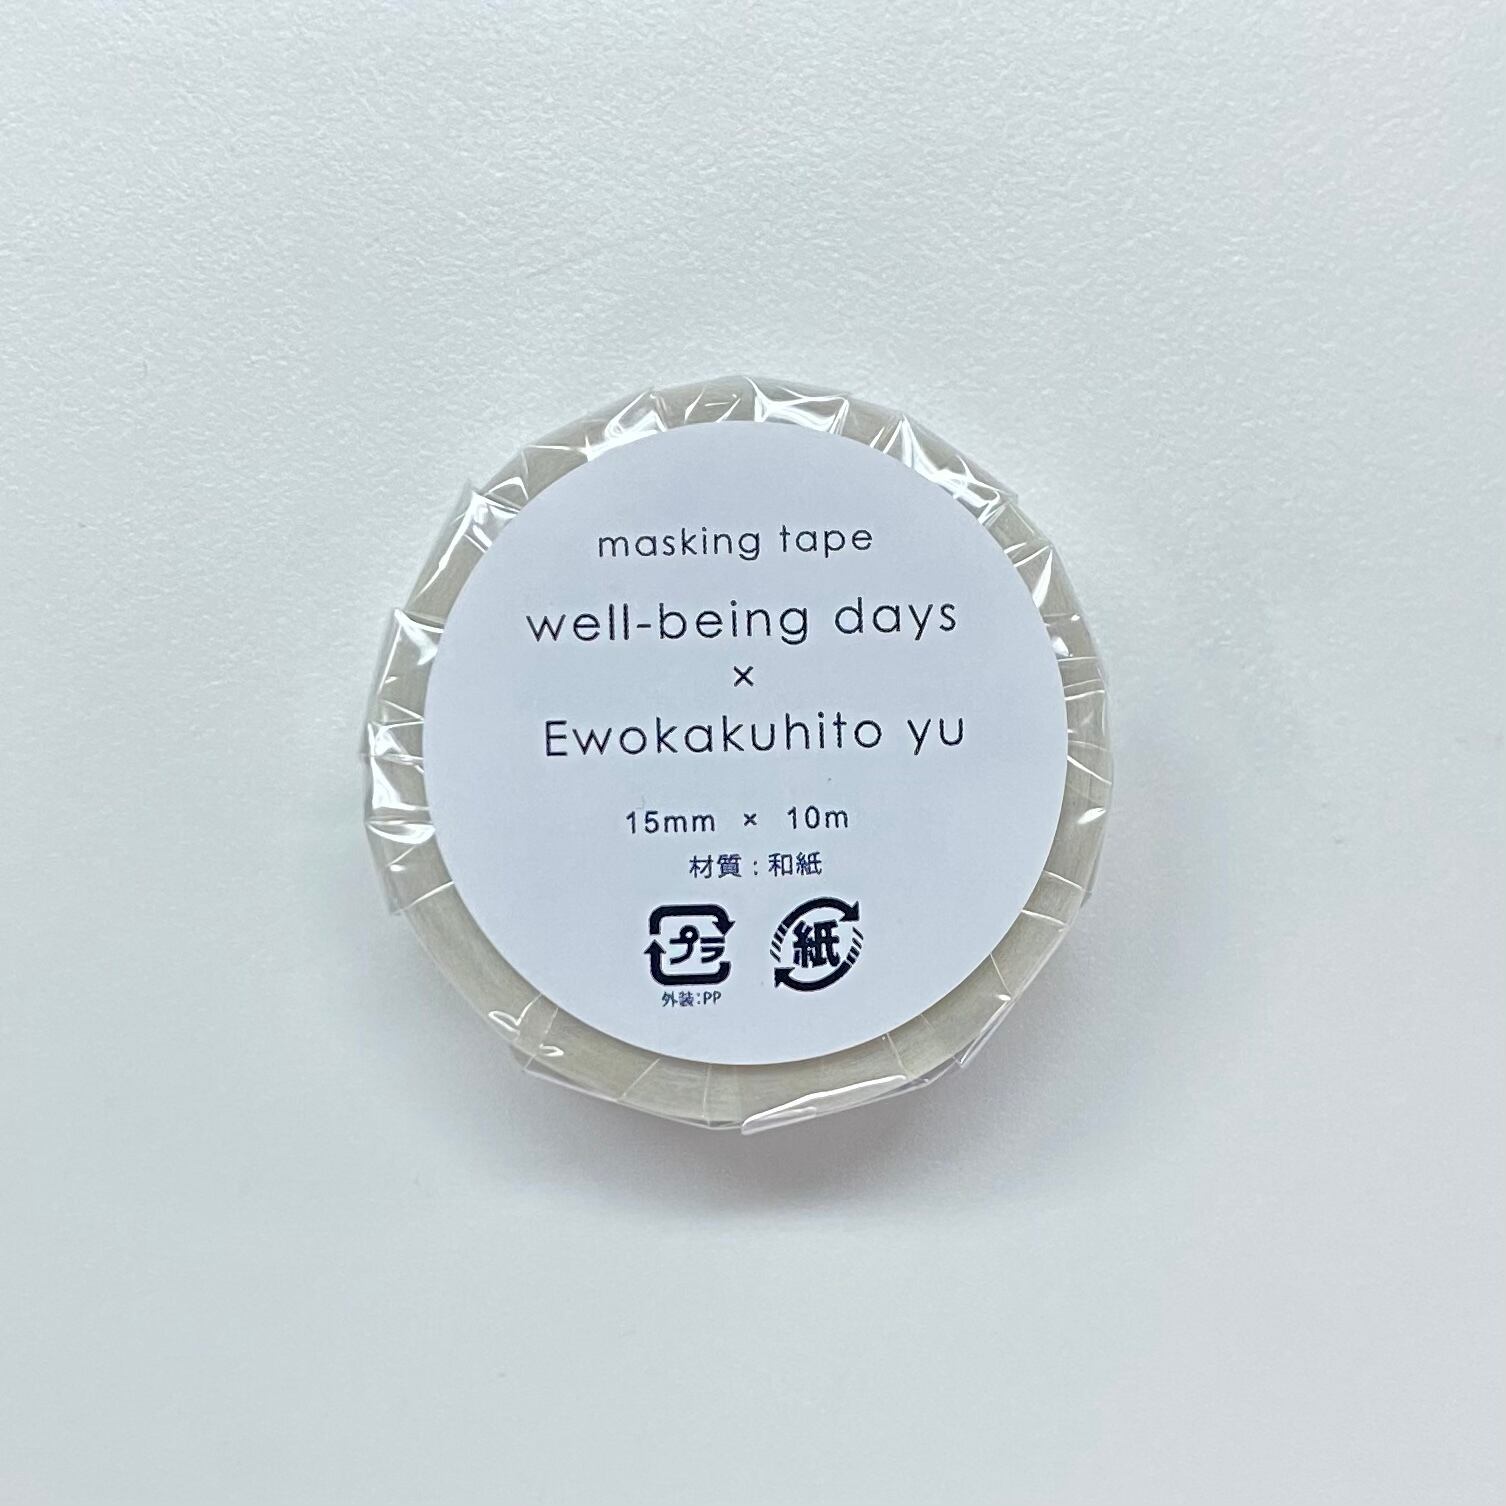 masking tape
well-being days
×
Ewokakuhito yu
15mm × 10m
材質：和紙
プラ 紙
外装:PP